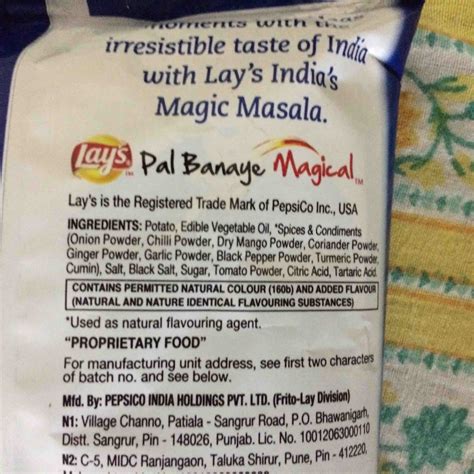 moments with
irresistible taste of India
with Lay's India's
Magic Masala.
Lay's Pal Banaye Magical TM
Lay's is the Registered Trade Mark of PepsiCo Inc., USA
INGREDIENTS: Potato, Edible Vegetable Oil, *Spices & Condiments
(Onion Powder, Chilli Powder, Dry Mango Powder, Coriander Powder,
Ginger Powder, Garlic Powder, Black Pepper Powder, Turmeric Powder,
Cumin), Salt, Black Salt, Sugar, Tomato Powder, Citric Acid, Tartaric Acid.
CONTAINS PERMITTED NATURAL COLOUR (160b) AND ADDED FLAVOUR
(NATURAL AND NATURE IDENTICAL FLAVOURING SUBSTANCES)
*Used as natural flavouring agent.
"PROPRIETARY FOOD"
For manufacturing unit address, see first two characters
of batch no. and see below.
Mfd. By: PEPSICO INDIA HOLDINGS PVT. LTD. (Frito-Lay Division)
N1: Village Channo, Patiala - Sangrur Road, P.O. Bhawanigarh,
Distt. Sangrur, Pin - 148026, Punjab. Lic. No. 10012063000110
N2: C-5, MIDC Ranjangaon, Taluka Shirur, Pune, Pin - 412220,